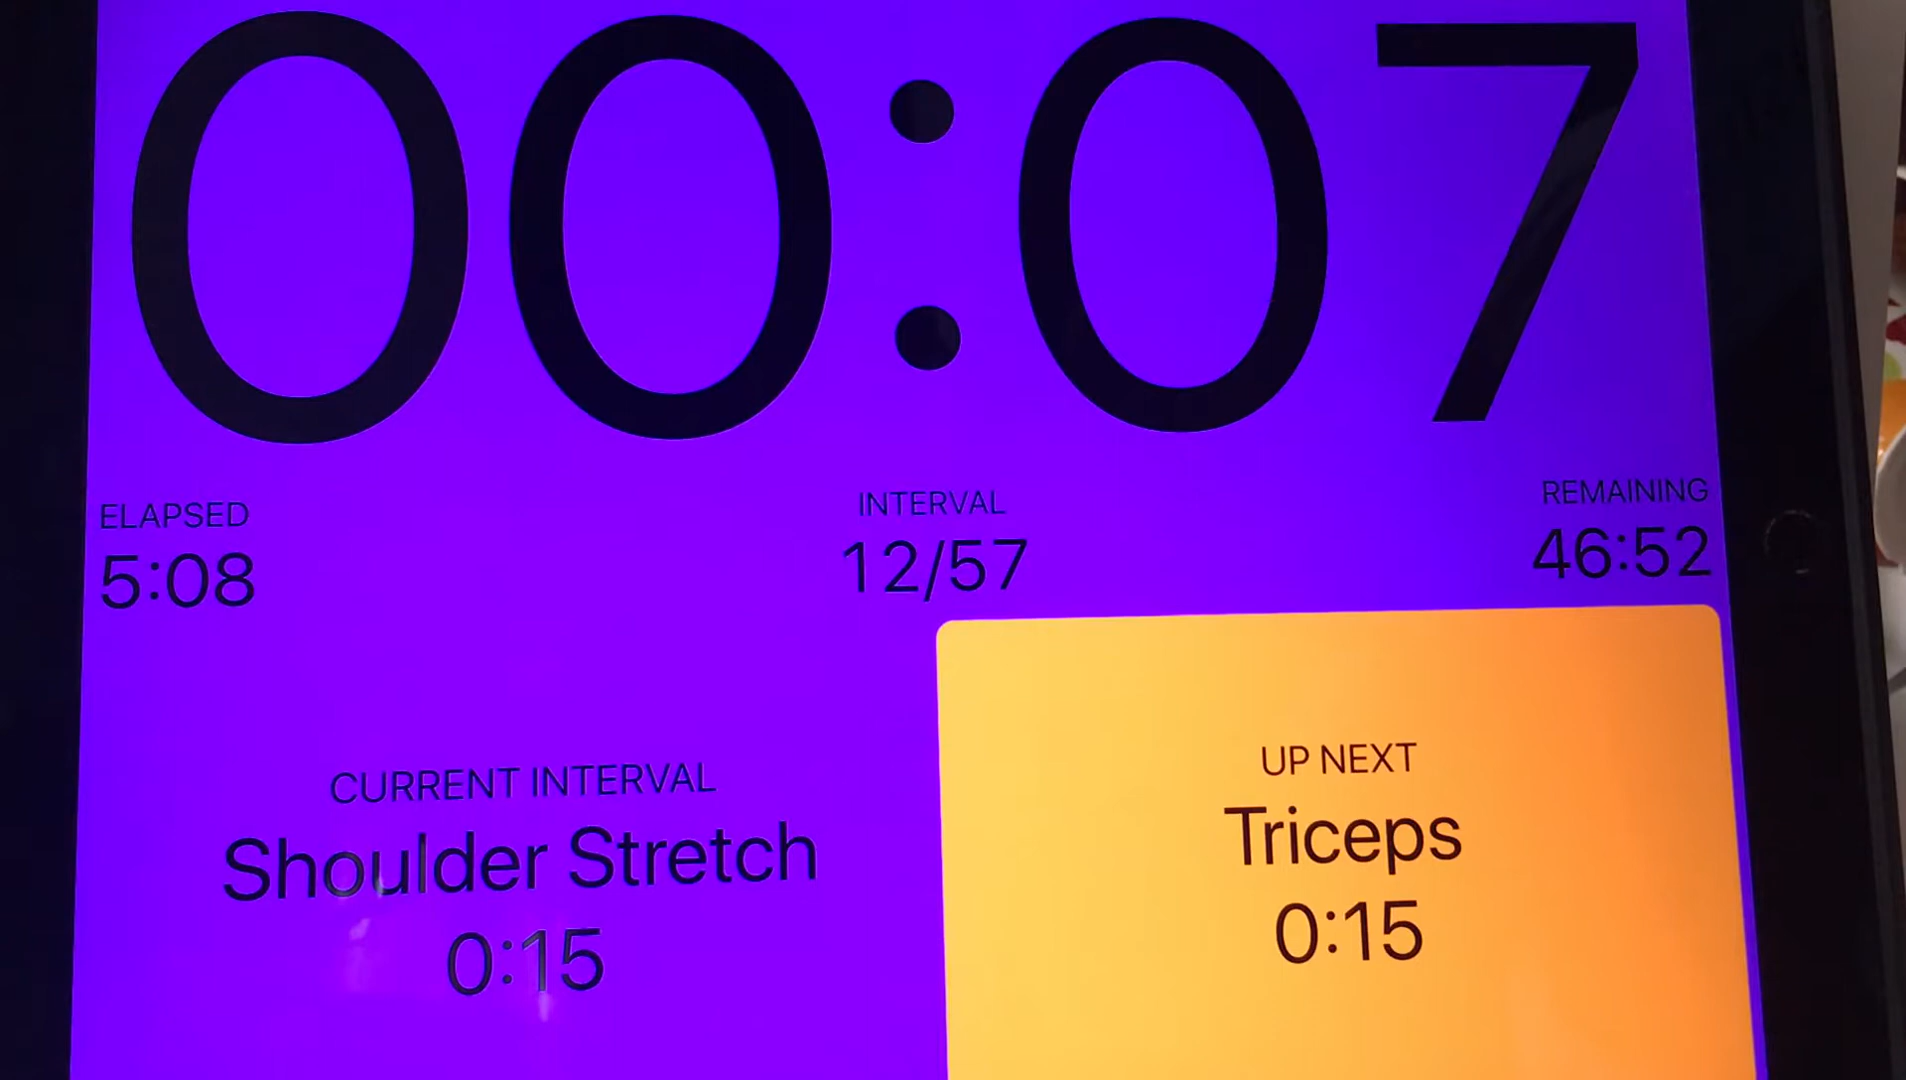 00:07
ELAPSED
5:08
INTERVAL
12/57
REMAINING
46:52
CURRENT INTERVAL
Shoulder Stretch
0:15
UP NEXT
Triceps
0:15